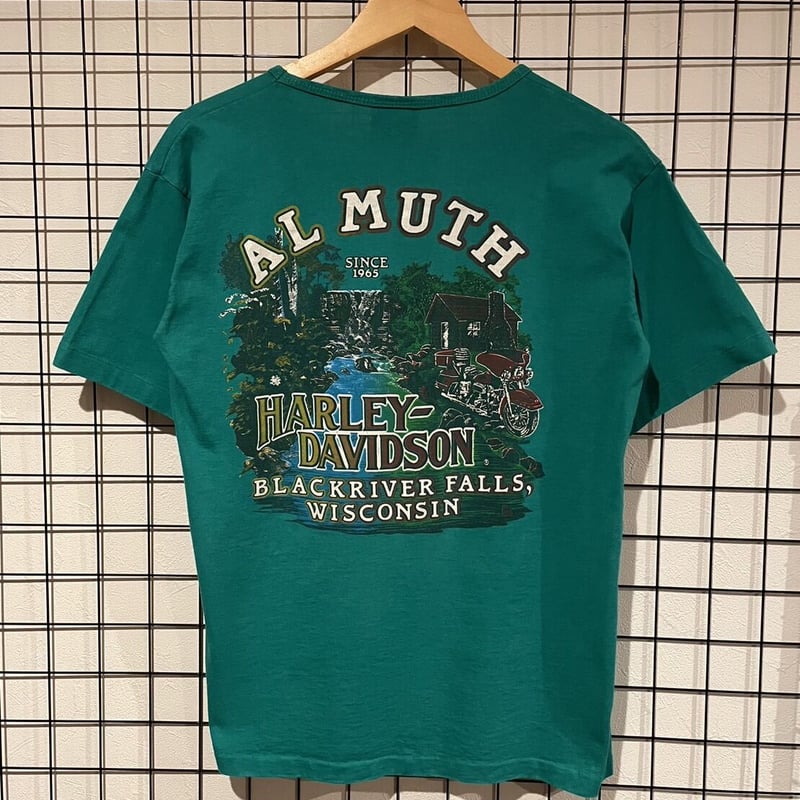 AL MUTH
SINCE
1965
HARLEY-
DAVIDSON®
BLACKRIVER FALLS,
WISCONSIN